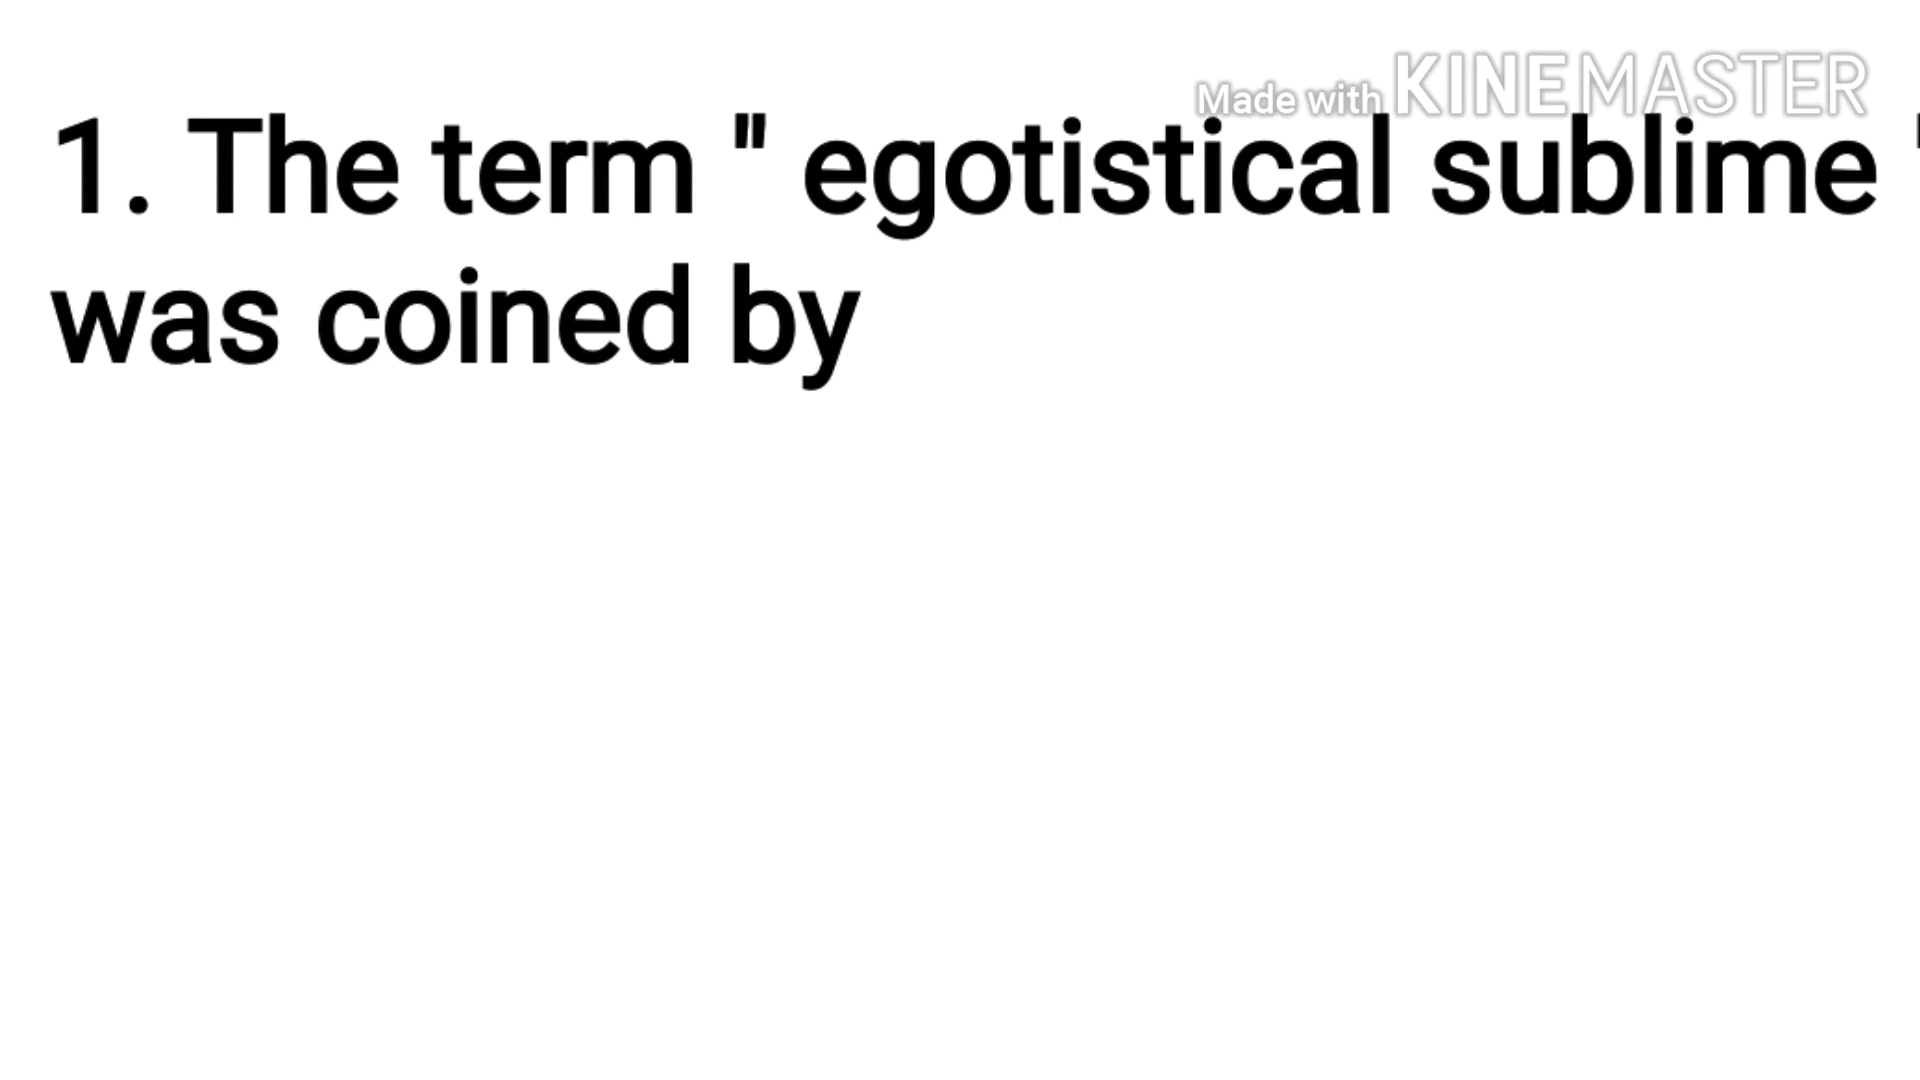 Made with KINEMASTER
1. The term " egotistical sublime "
was coined by